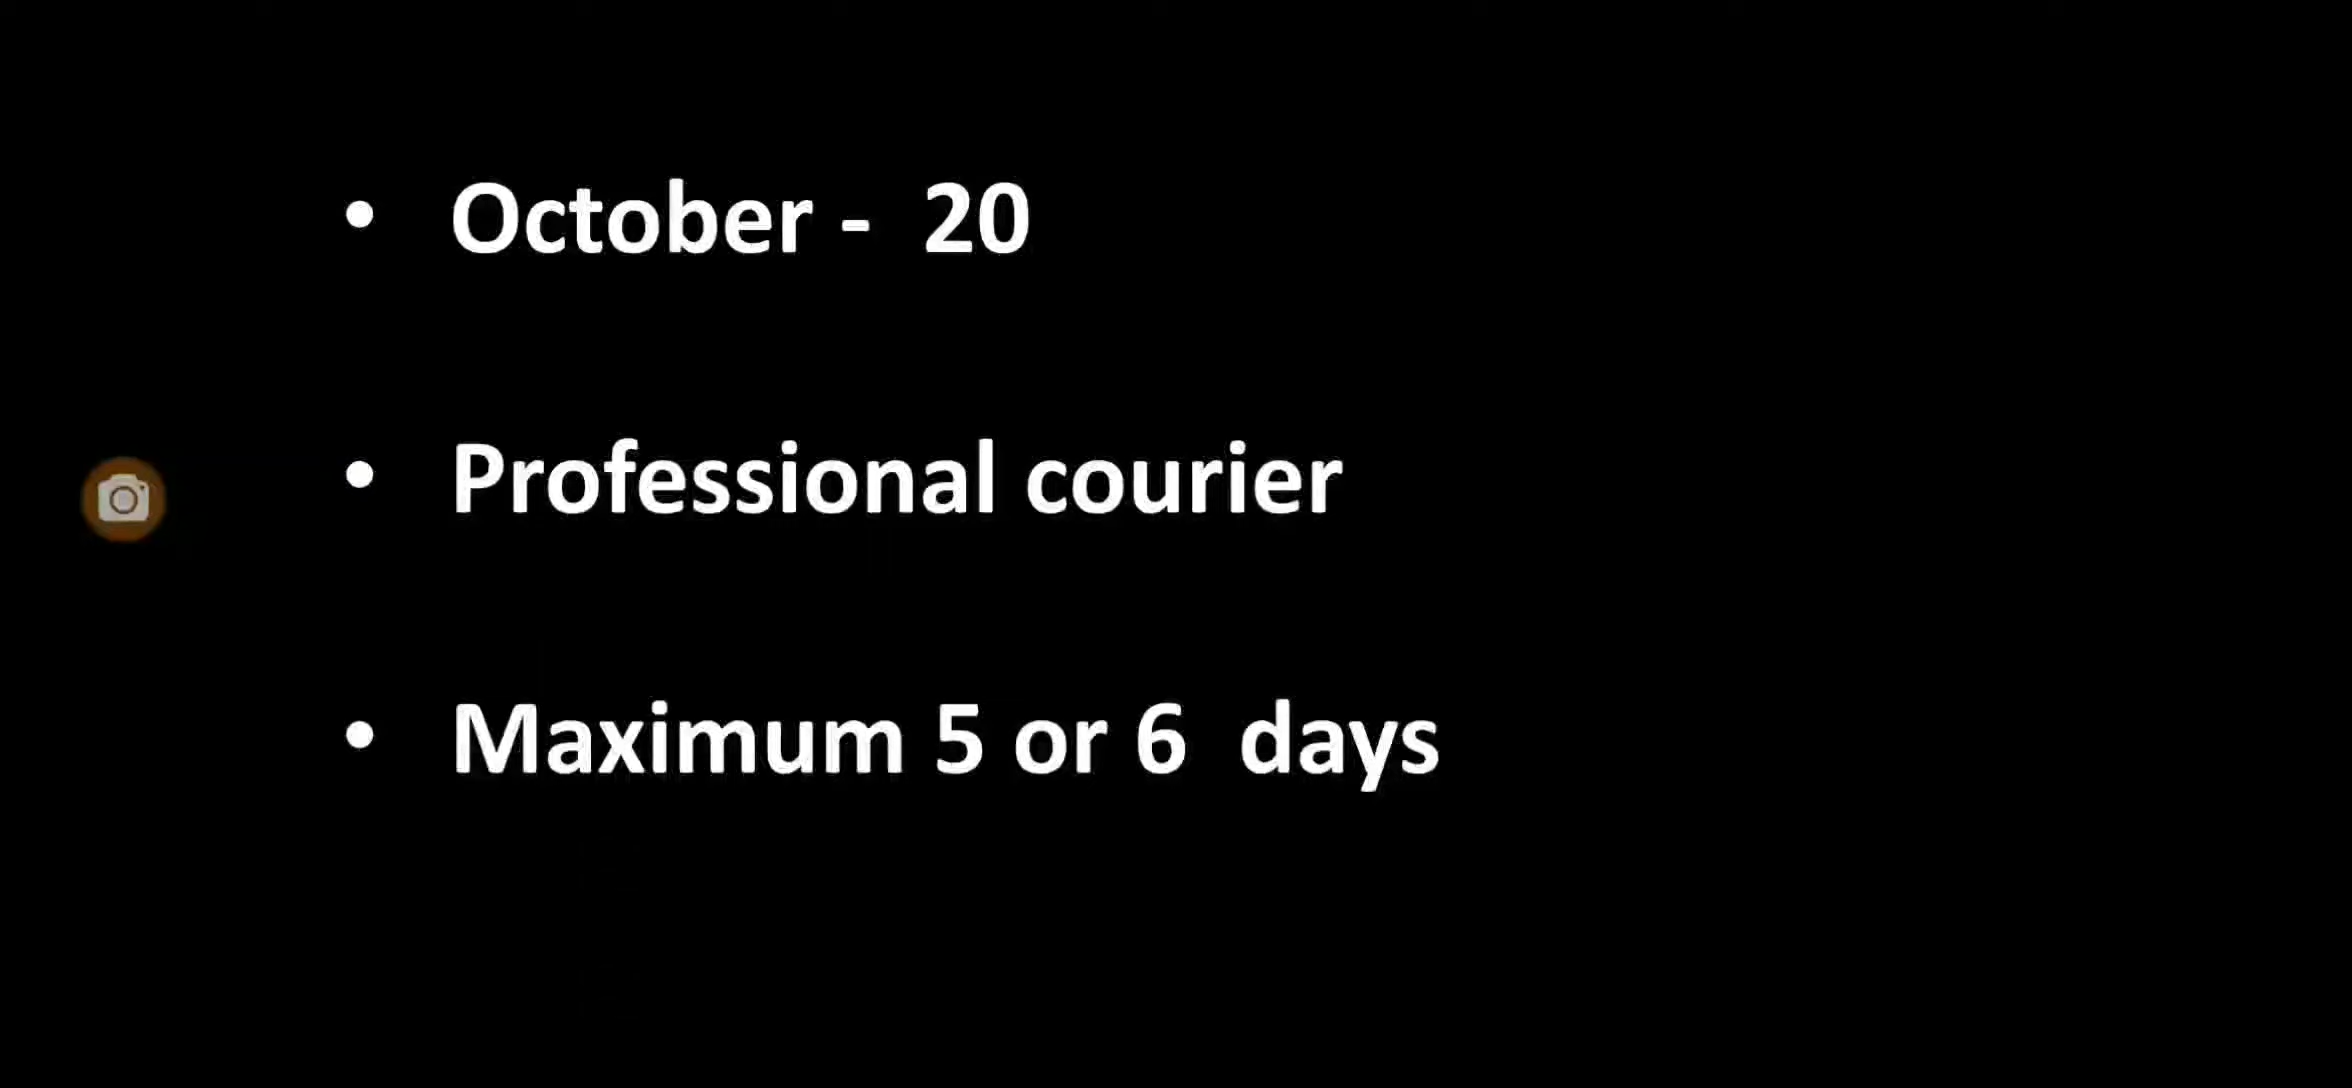 • October -  20
• Professional courier
• Maximum 5 or 6  days